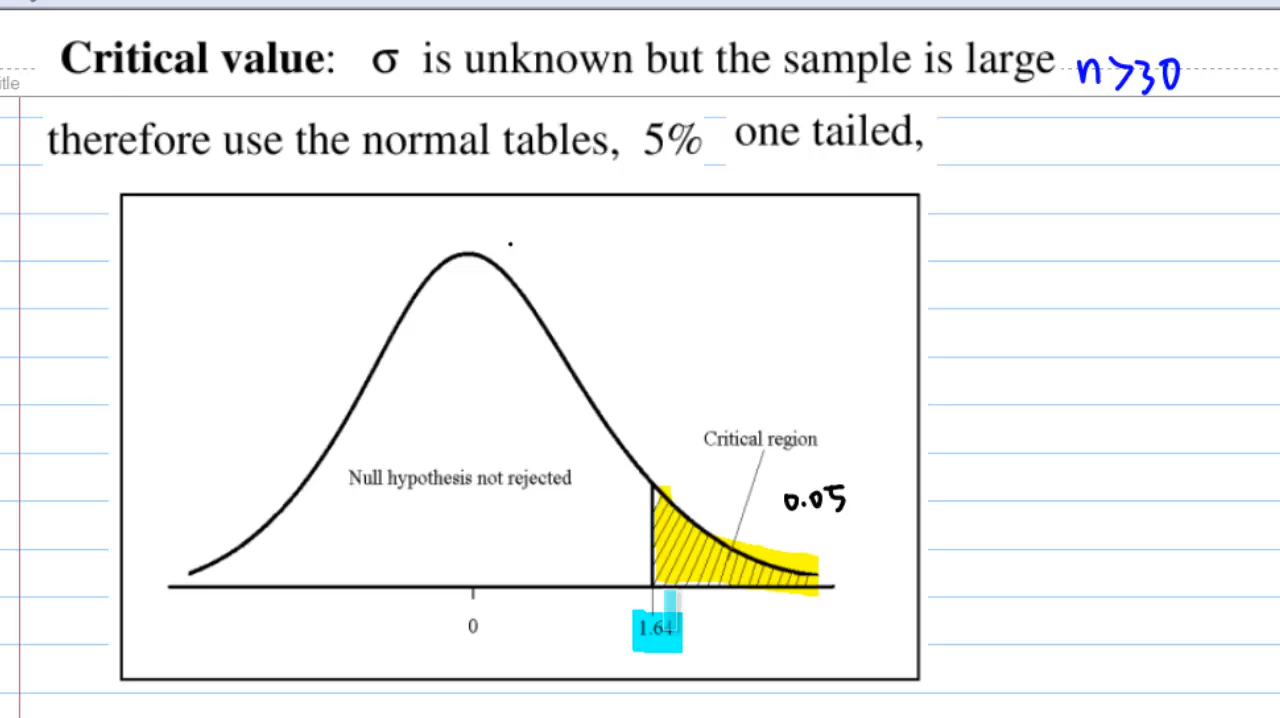 Critical value: σ is unknown but the sample is large n>30
therefore use the normal tables, 5% one tailed,
Critical region
Null hypothesis not rejected
0.05
0
1.64